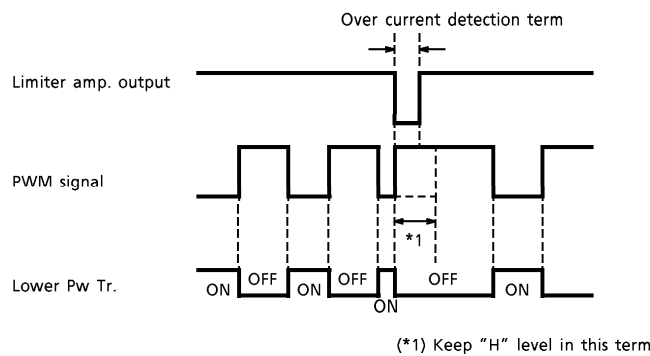 Over current detection term
Limiter amp. output
PWM signal
*1
Lower Pw Tr.
ON OFF ON OFF ON OFF ON
(*1) Keep "H" level in this term